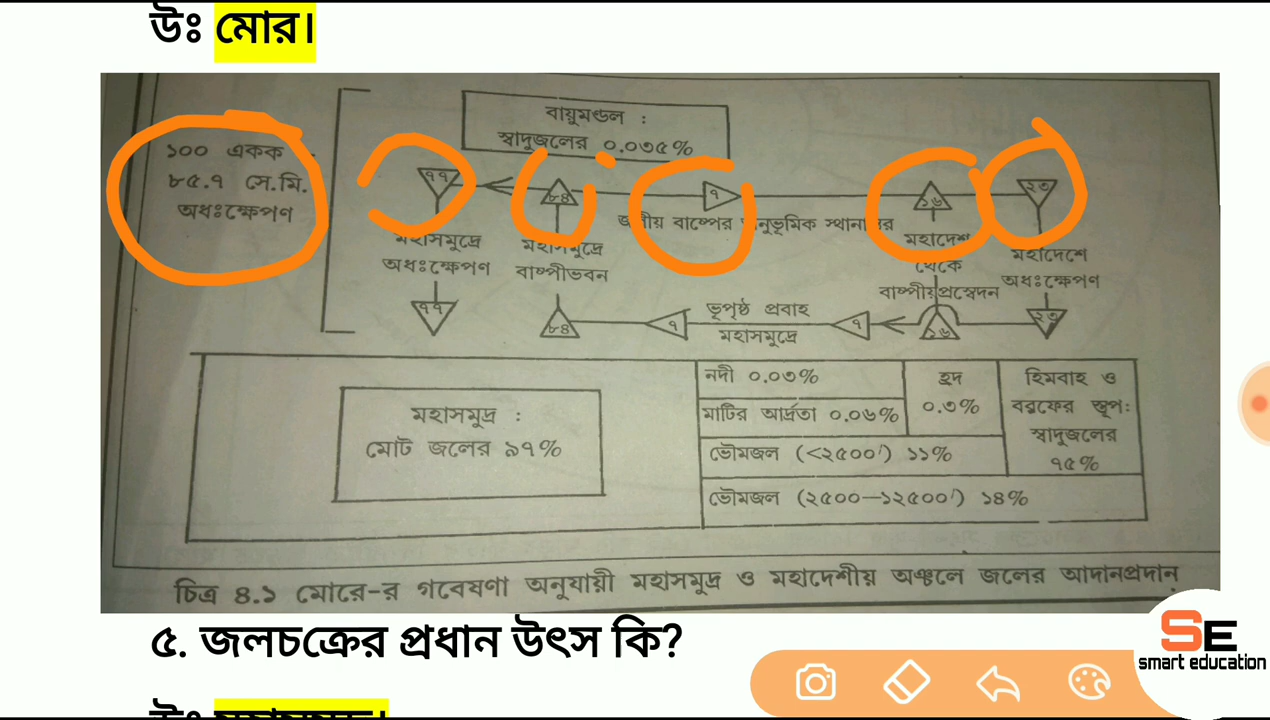 উঃ মোর।
বায়ুমণ্ডল :
স্বাদুজলের ০.০৩৫%
১০০ একক
৮৫.৭ সে.মি.
অধঃক্ষেপণ
৭৭
৮৪
৭
১৬
২৩
বাষ্পের
মহাসমুদ্রে
অধঃক্ষেপণ
মহাসমুদ্রে
বাষ্পীভবন
মহাদেশ
থেকে
বাষ্পীয়প্রস্বেদন
মহাদেশে
অধঃক্ষেপণ
৭৭
৮৪
৭
ভূপৃষ্ঠ প্রবাহ
মহাসমুদ্রে
৭
১৬
২৩
মহাসমুদ্র :
মোট জলের ৯৭%
নদী ০.০৩%
মাটির আর্দ্রতা ০.০৬%
হ্রদ
০.৩%
হিমবাহ ও
বরফের স্তূপ:
স্বাদুজলের
৭৫%
ভৌমজল (<২৫০০′) ১১%
ভৌমজল (২৫০০—১২৫০০′) ১৪%
চিত্র ৪.১ মোরে-র গবেষণা অনুযায়ী মহাসমুদ্র ও মহাদেশীয় অঞ্চলে জলের আদানপ্রদান
৫. জলচক্রের প্রধান উৎস কি?
SE
smart education